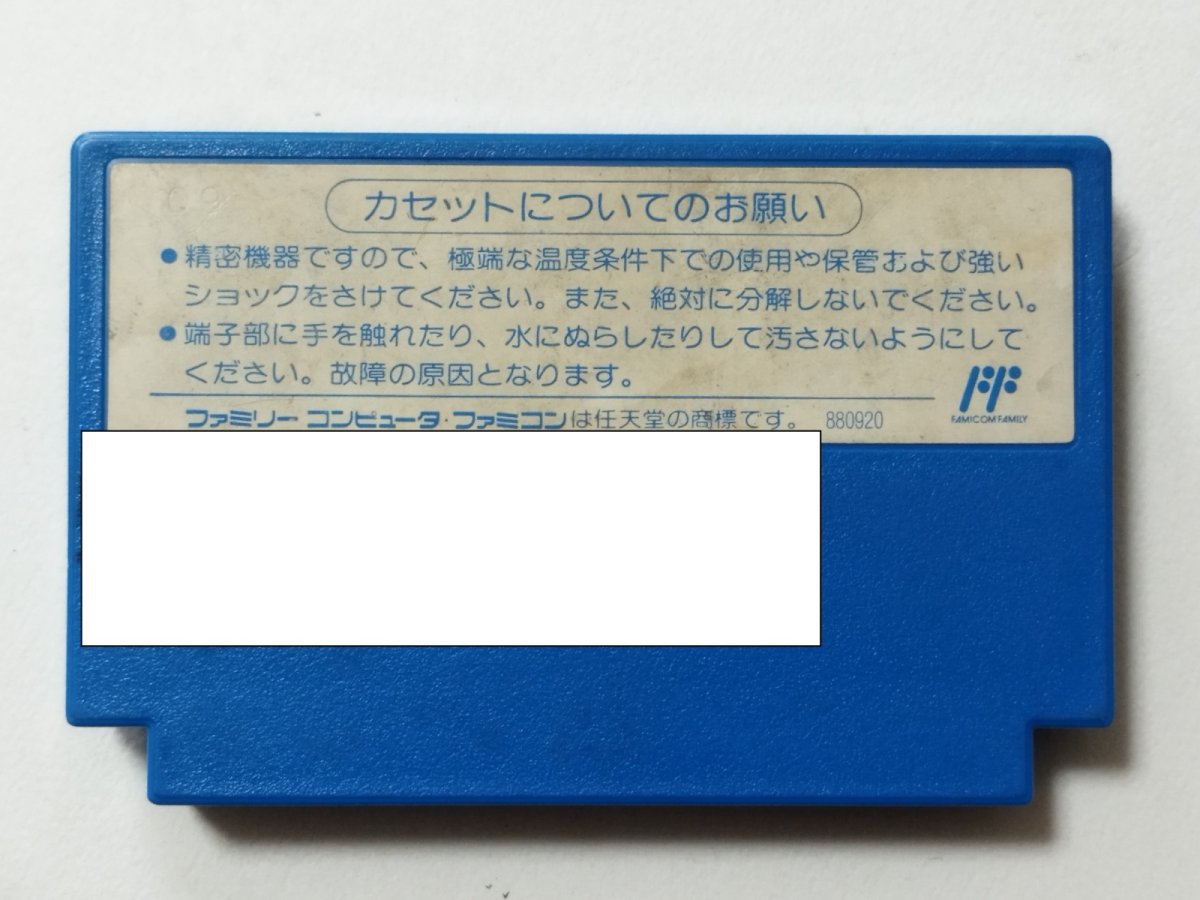 カセットについてのお願い
●精密機器ですので、極端な温度条件下での使用や保管および強い
ショックをさけてください。また、絶対に分解しないでください。
●端子部に手を触れたり、水にぬらしたりして汚さないようにして
ください。故障の原因となります。
ファミリーコンピュータ・ファミコンは任天堂の商標です。 880920
FAMICOM FAMILY